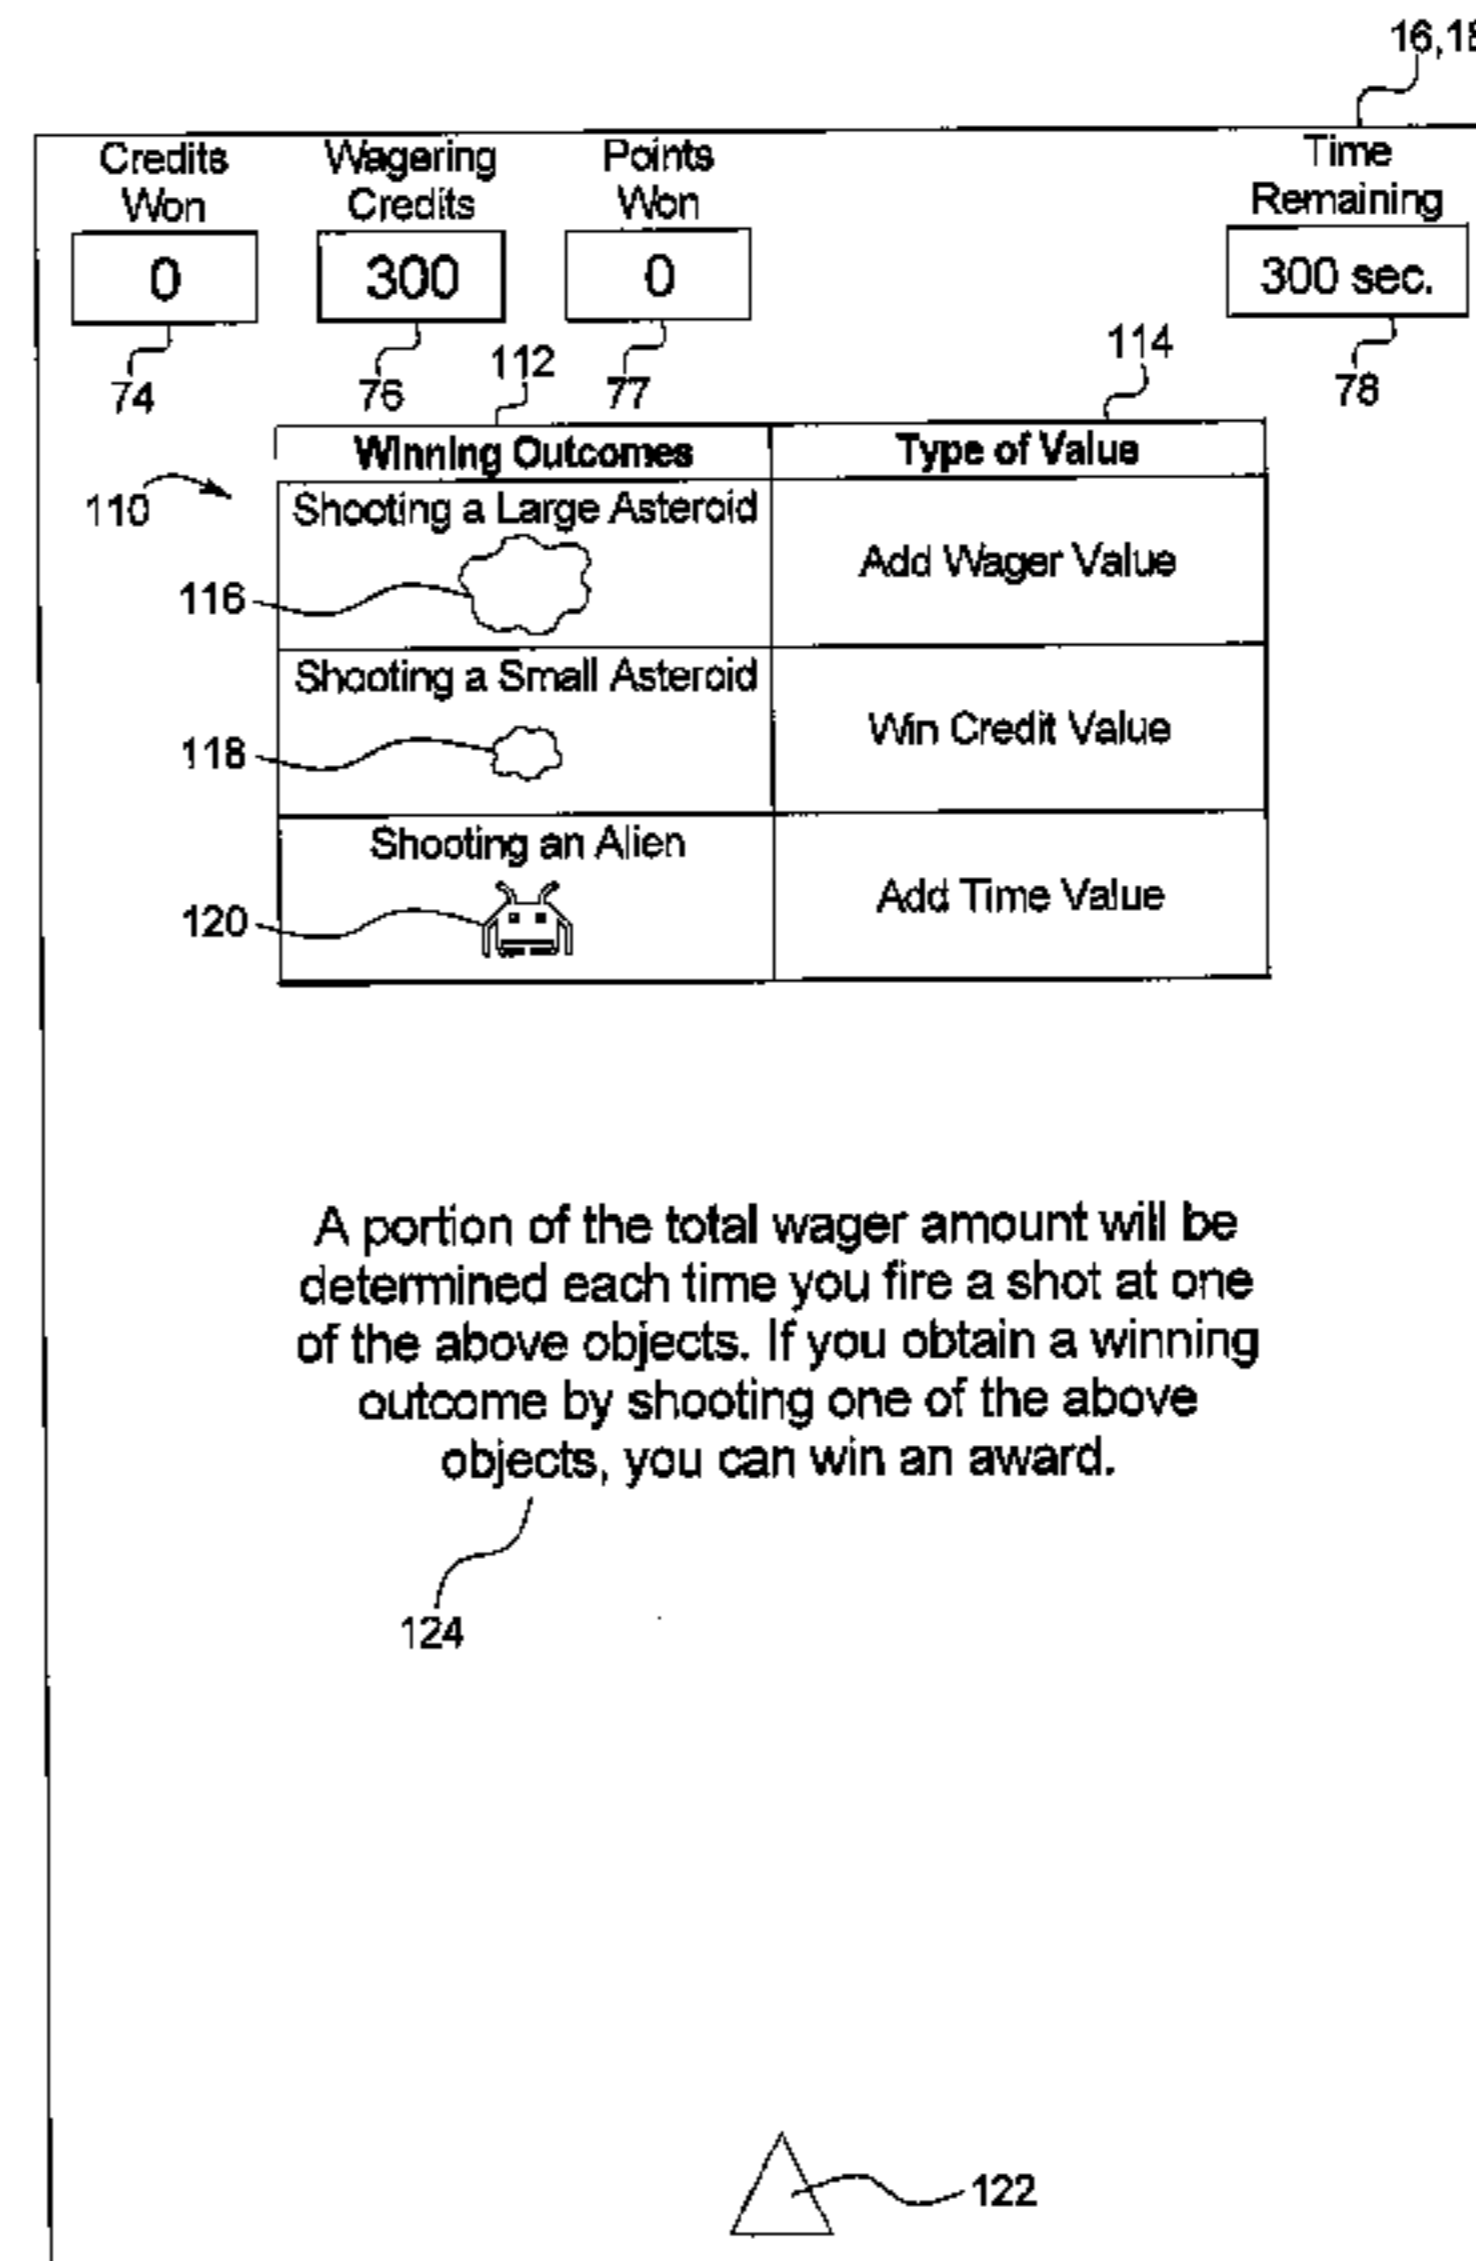 16,18
Credits Won
Wagering Credits
Points Won
Time Remaining
0
300
0
300 sec.
74
76
112
77
114
78
110
Winning Outcomes
Type of Value
Shooting a Large Asteroid
Add Wager Value
116
Shooting a Small Asteroid
Win Credit Value
118
Shooting an Alien
Add Time Value
120
A portion of the total wager amount will be
determined each time you fire a shot at one
of the above objects. If you obtain a winning
outcome by shooting one of the above
objects, you can win an award.
124
122